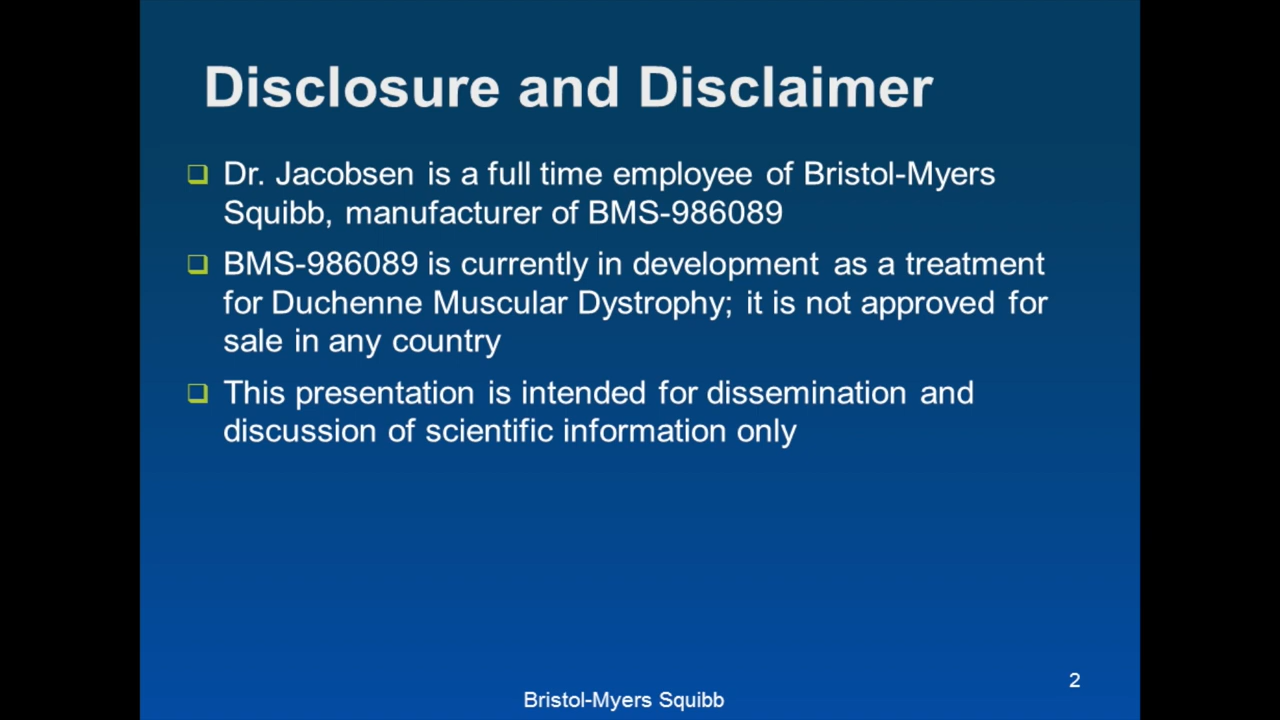 Disclosure and Disclaimer
Dr. Jacobsen is a full time employee of Bristol-Myers
Squibb, manufacturer of BMS-986089
BMS-986089 is currently in development as a treatment
for Duchenne Muscular Dystrophy; it is not approved for
sale in any country
This presentation is intended for dissemination and
discussion of scientific information only
2
Bristol-Myers Squibb